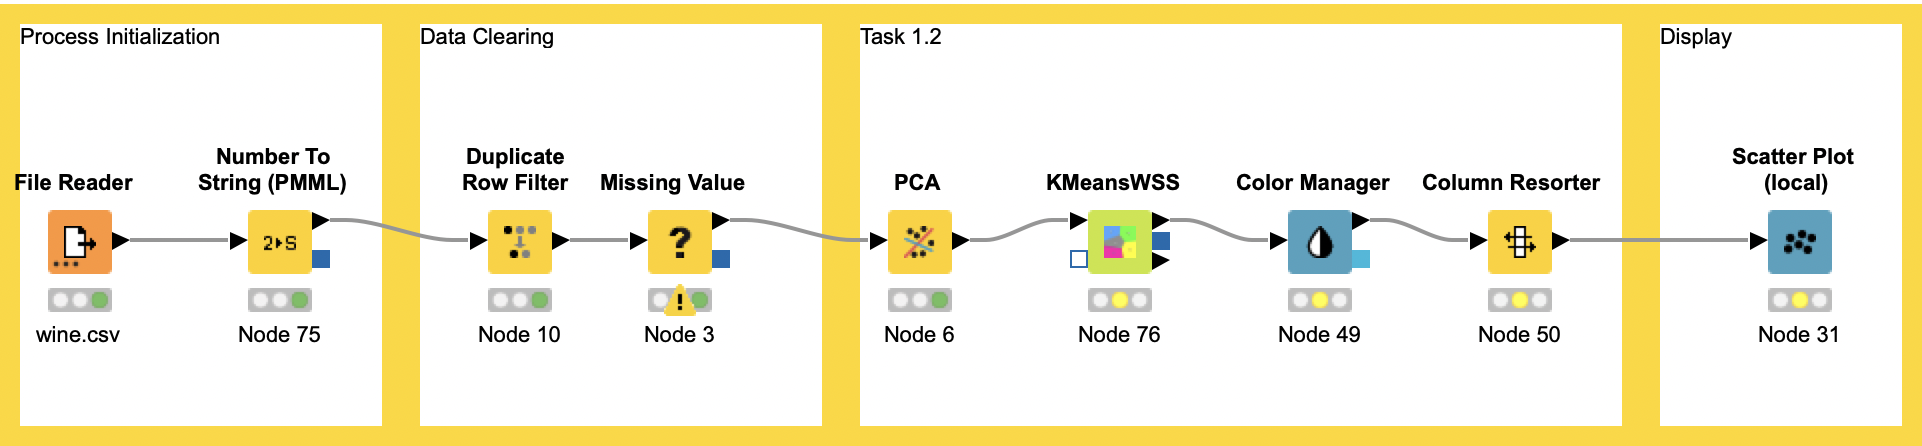 Process Initialization
Data Clearing
Task 1.2
Display
File Reader
Number To
String (PMML)
Duplicate
Row Filter
Missing Value
PCA
KMeansWSS
Color Manager
Column Resorter
Scatter Plot
(local)
2▸S
?
!
wine.csv
Node 75
Node 10
Node 3
Node 6
Node 76
Node 49
Node 50
Node 31